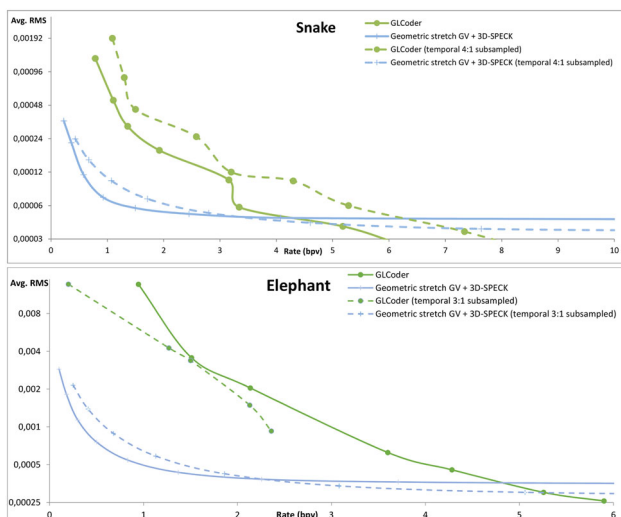 Avg. RMS
Snake
GLCoder
Geometric stretch GV + 3D-SPECK
GLCoder (temporal 4:1 subsampled)
Geometric stretch GV + 3D-SPECK (temporal 4:1 subsampled)
0,00192
0,00096
0,00048
0,00024
0,00012
0,00006
0,00003
0 1 2 3 4 5 6 7 8 9 10
Rate (bpv)
Avg. RMS
Elephant
GLCoder
Geometric stretch GV + 3D-SPECK
GLCoder (temporal 3:1 subsampled)
Geometric stretch GV + 3D-SPECK (temporal 3:1 subsampled)
0,008
0,004
0,002
0,001
0,0005
0,00025
0 1 2 3 4 5 6
Rate (bpv)